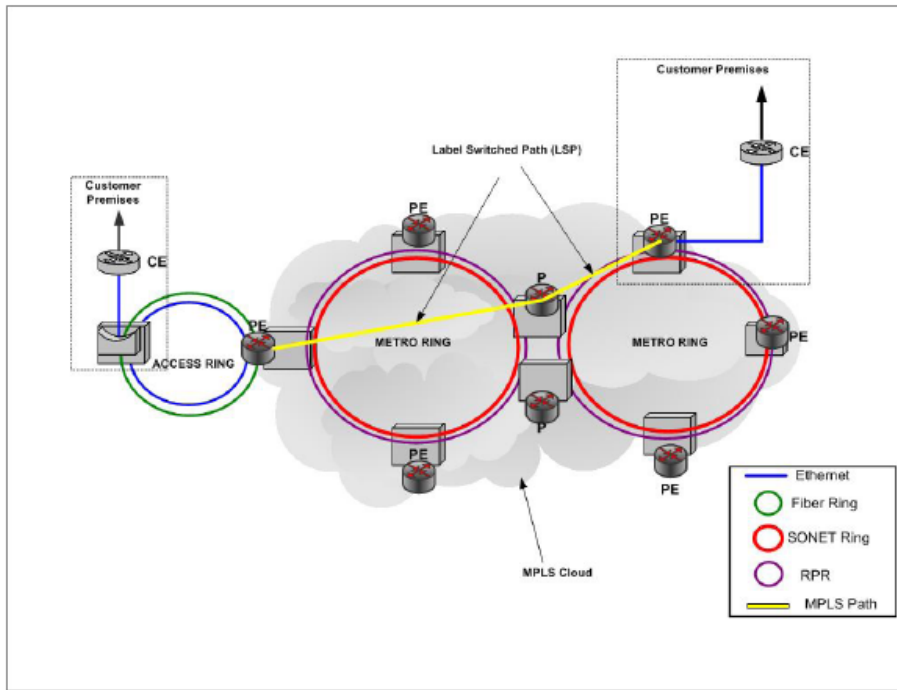 Customer Premises
CE
Label Switched Path (LSP)
Customer
Premises
PE
PE
CE
P
PE
METRO RING
METRO RING
PE
ACCESS RING
P
PE
PE
Ethernet
Fiber Ring
SONET Ring
RPR
MPLS Path
MPLS Cloud